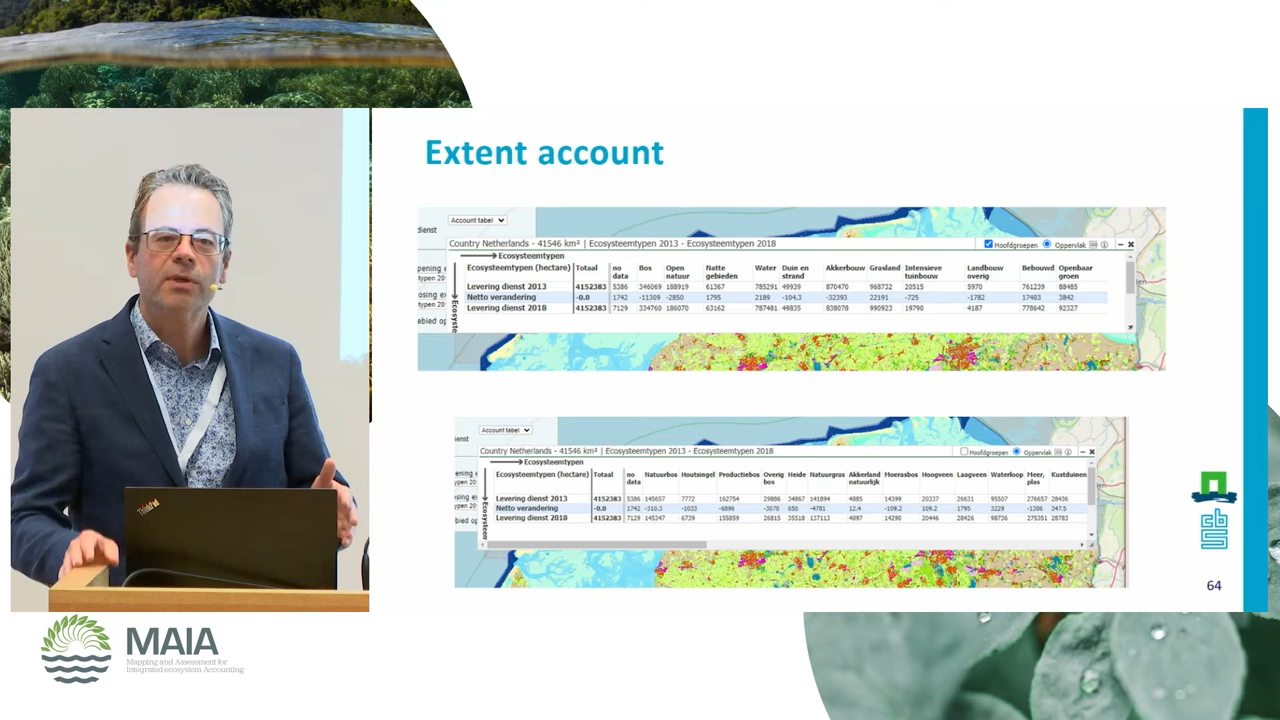 Extent account
Account tabel
dienst
Country Netherlands - 41546 km² | Ecosysteemtypen 2013 - Ecosysteemtypen 2018
Hoofdgroepen Oppervlak
Ecosysteemtypen
Ecosysteemtypen (hectare) Totaal no data Bos Open natuur Natte gebieden Water Duin en strand Akkerbouw Grasland Intensieve tuinbouw Landbouw overig Bebouwd Openbaar groen
Levering dienst 2013 4152383 5386 346069 188919 61367 785291 49939 870470 968732 20515 5970 761239 88485
Netto verandering -0.0 1742 -11309 -2850 1795 2189 -104.3 -32393 22191 -725 -1782 17403 3842
Levering dienst 2018 4152383 7129 334760 186070 63162 787481 49835 838078 990923 19790 4187 778642 92327
Account tabel
Country Netherlands - 41546 km² | Ecosysteemtypen 2013 - Ecosysteemtypen 2018
Hoofdgroepen Oppervlak
Ecosysteemtypen
Ecosysteemtypen (hectare) Totaal no data Natuurbos Houtsingel Productiebos Overig bos Heide Natuurgras Akkerland natuurlijk Moerasbos Hoogveen Laagveen Waterloop Meer, plas Kustduinen
Levering dienst 2013 4152383 5386 145657 7772 162754 29886 34867 141894 4885 14399 20337 26631 95507 276657 28436
Netto verandering -0.0 1742 -310.3 -1033 -6896 -3070 650 -4781 12.4 -109.2 109.2 1795 3229 -1306 347.5
Levering dienst 2018 4152383 7129 145347 6739 155859 26815 35518 137113 4897 14290 20446 28426 98736 275351 28783
cbs
64
ThinkPad
MAIA
Mapping and Assessment for
Integrated ecosystem Accounting